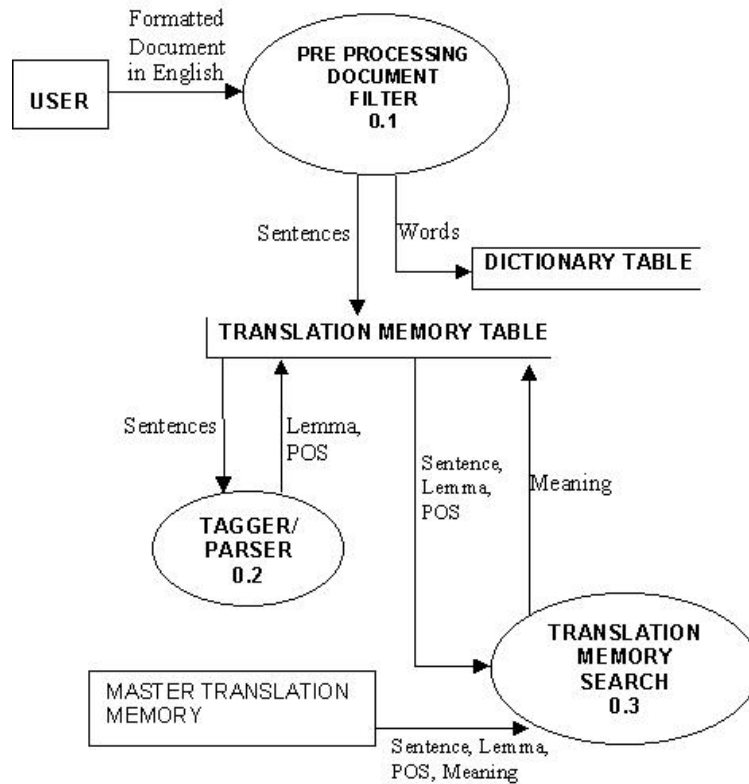 Formatted
Document
in English
USER
PRE PROCESSING
DOCUMENT
FILTER
0.1
Sentences
Words
DICTIONARY TABLE
TRANSLATION MEMORY TABLE
Sentences
Lemma,
POS
Sentence,
Lemma,
POS
Meaning
TAGGER/
PARSER
0.2
TRANSLATION
MEMORY
SEARCH
0.3
MASTER TRANSLATION
MEMORY
Sentence, Lemma,
POS, Meaning